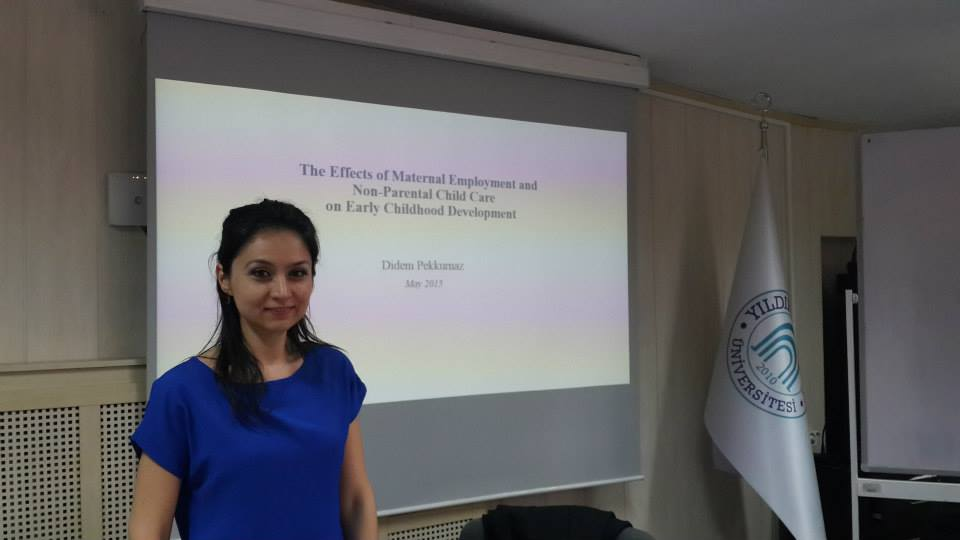 The Effects of Maternal Employment and
Non-Parental Child Care
on Early Childhood Development
Didem Pekkurnaz
May 2015
2010
ÜNİVERSİTESİ